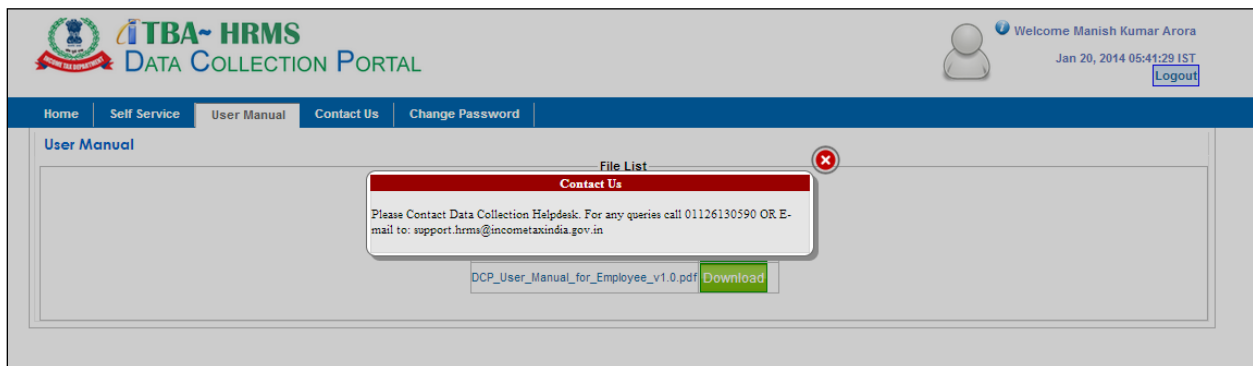 iTBA~ HRMS
DATA COLLECTION PORTAL
Welcome Manish Kumar Arora
Jan 20, 2014 05:41:29 IST
Logout
Home Self Service User Manual Contact Us Change Password
User Manual
File List
Contact Us
Please Contact Data Collection Helpdesk. For any queries call 01126130590 OR E-
mail to: support.hrms@incometaxindia.gov.in
DCP_User_Manual_for_Employee_v1.0.pdf Download